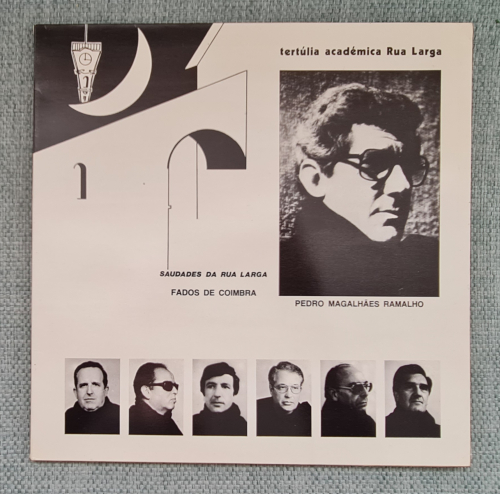 tertúlia académica Rua Larga
SAUDADES DA RUA LARGA
FADOS DE COIMBRA
PEDRO MAGALHÃES RAMALHO